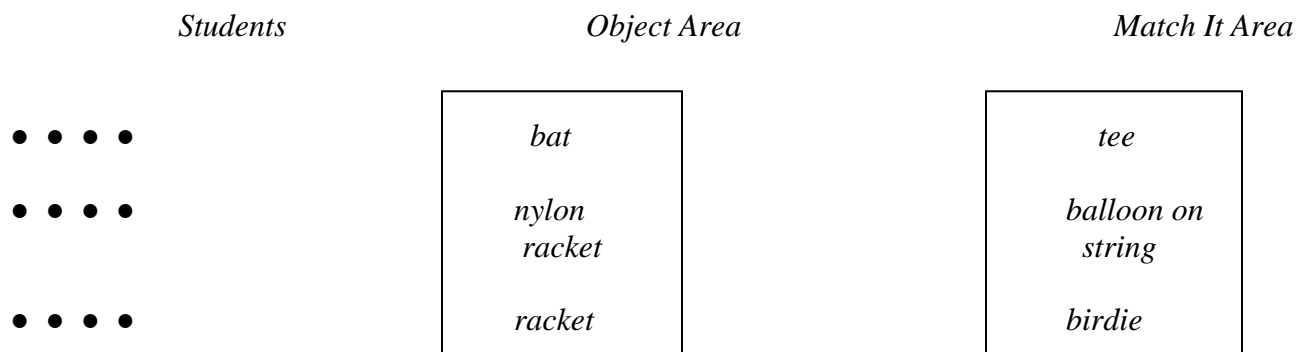 Students Object Area Match It Area
• • • • bat tee
• • • • nylon balloon on
racket string
• • • • racket birdie